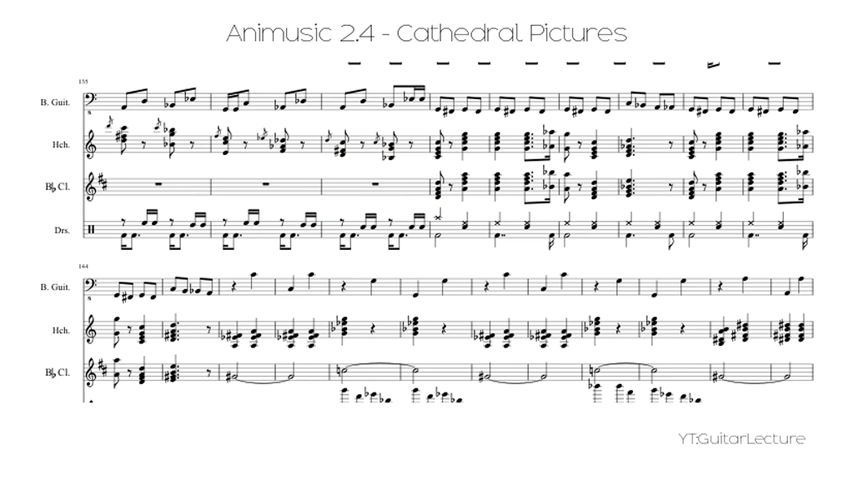 Animusic 2.4 - Cathedral Pictures
135
B. Guit.
Hch.
B♭ Cl.
Drs.
144
B. Guit.
Hch.
B♭ Cl.
YT:GuitarLecture